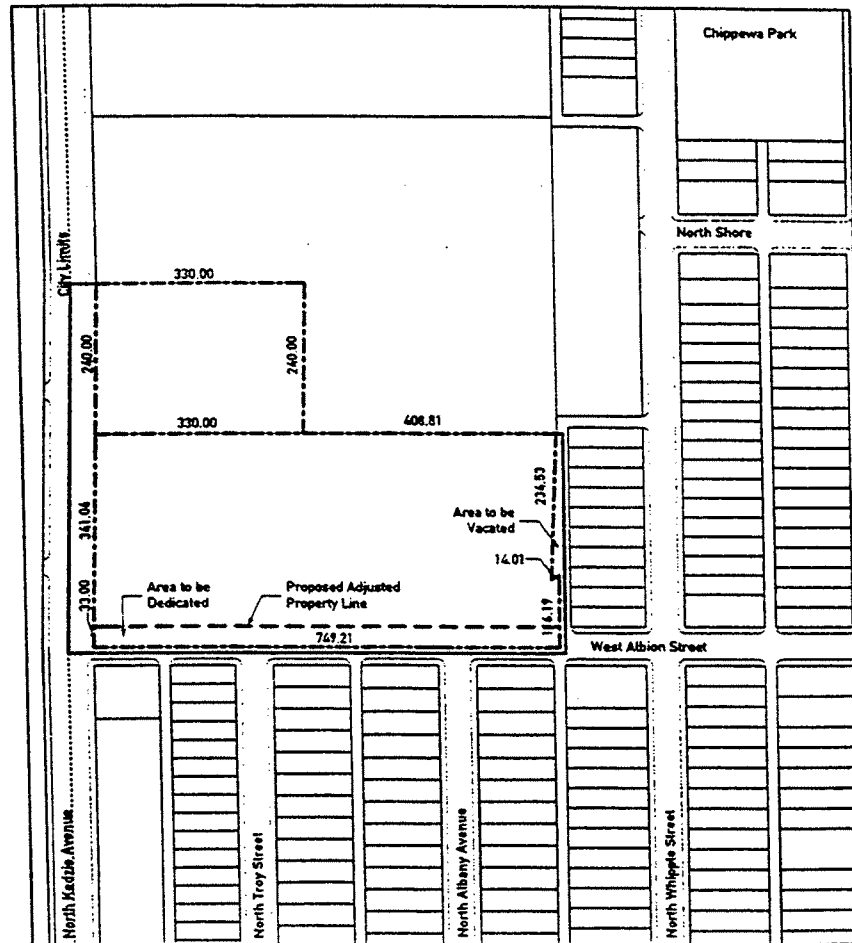 Chippewa Park
North Shore
City Limits
330.00
240.00
240.00
330.00
408.81
234.53
Area to be
Vacated
14.01
341.04
33.00
Area to be
Dedicated
Proposed Adjusted
Property Line
116.19
749.21
West Albion Street
North Kedzie Avenue
North Troy Street
North Albany Avenue
North Whipple Street